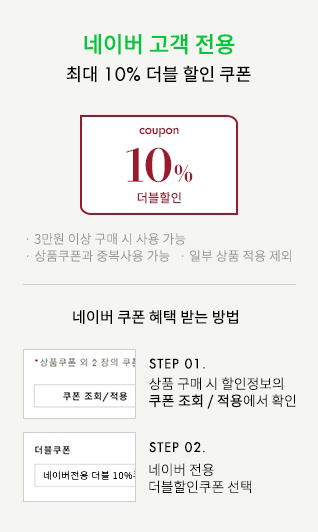 네이버 고객 전용
최대 10% 더블 할인 쿠폰
coupon
10%
더블할인
· 3만원 이상 구매 시 사용 가능
· 상품쿠폰과 중복사용 가능 · 일부 상품 적용 제외
네이버 쿠폰 혜택 받는 방법
*상품쿠폰 외 2 장의 쿠폰
쿠폰 조회/적용
STEP 01.
상품 구매 시 할인정보의
쿠폰 조회 / 적용에서 확인
더블쿠폰
네이버전용 더블 10%
STEP 02.
네이버 전용
더블할인쿠폰 선택